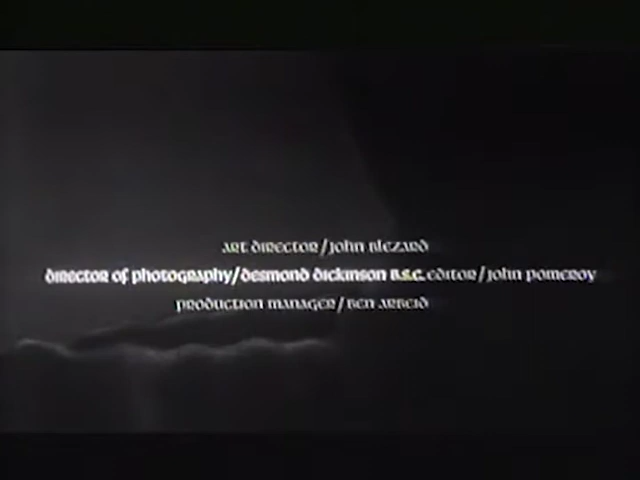 art director/john blezard
director of photography/desmond dickinson b.s.c. editor/john pomeroy
production manager/ben arbeid